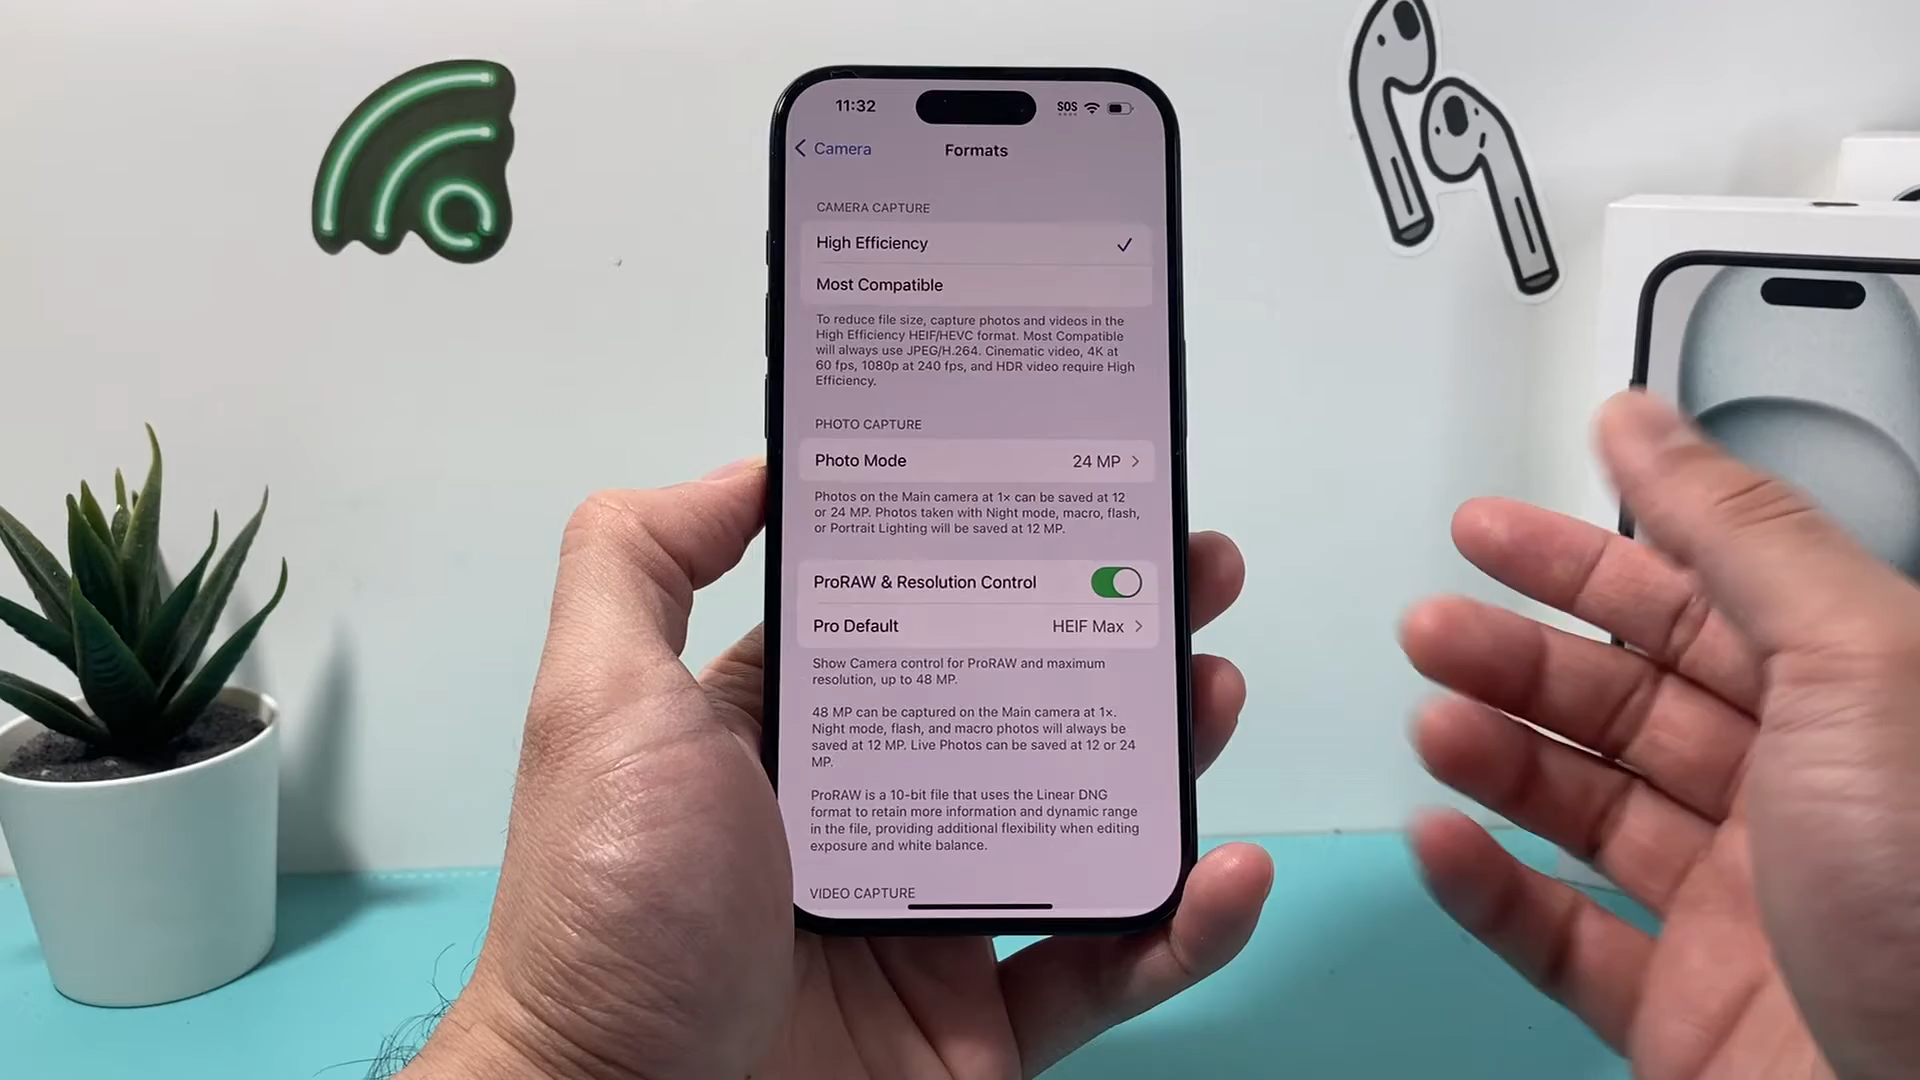 11:32
SOS
Camera
Formats
CAMERA CAPTURE
High Efficiency
Most Compatible
To reduce file size, capture photos and videos in the
High Efficiency HEIF/HEVC format. Most Compatible
will always use JPEG/H.264. Cinematic video, 4K at
60 fps, 1080p at 240 fps, and HDR video require High
Efficiency.
PHOTO CAPTURE
Photo Mode 24 MP
Photos on the Main camera at 1× can be saved at 12
or 24 MP. Photos taken with Night mode, macro, flash,
or Portrait Lighting will be saved at 12 MP.
ProRAW & Resolution Control
Pro Default HEIF Max
Show Camera control for ProRAW and maximum
resolution, up to 48 MP.
48 MP can be captured on the Main camera at 1×.
Night mode, flash, and macro photos will always be
saved at 12 MP. Live Photos can be saved at 12 or 24
MP.
ProRAW is a 10-bit file that uses the Linear DNG
format to retain more information and dynamic range
in the file, providing additional flexibility when editing
exposure and white balance.
VIDEO CAPTURE